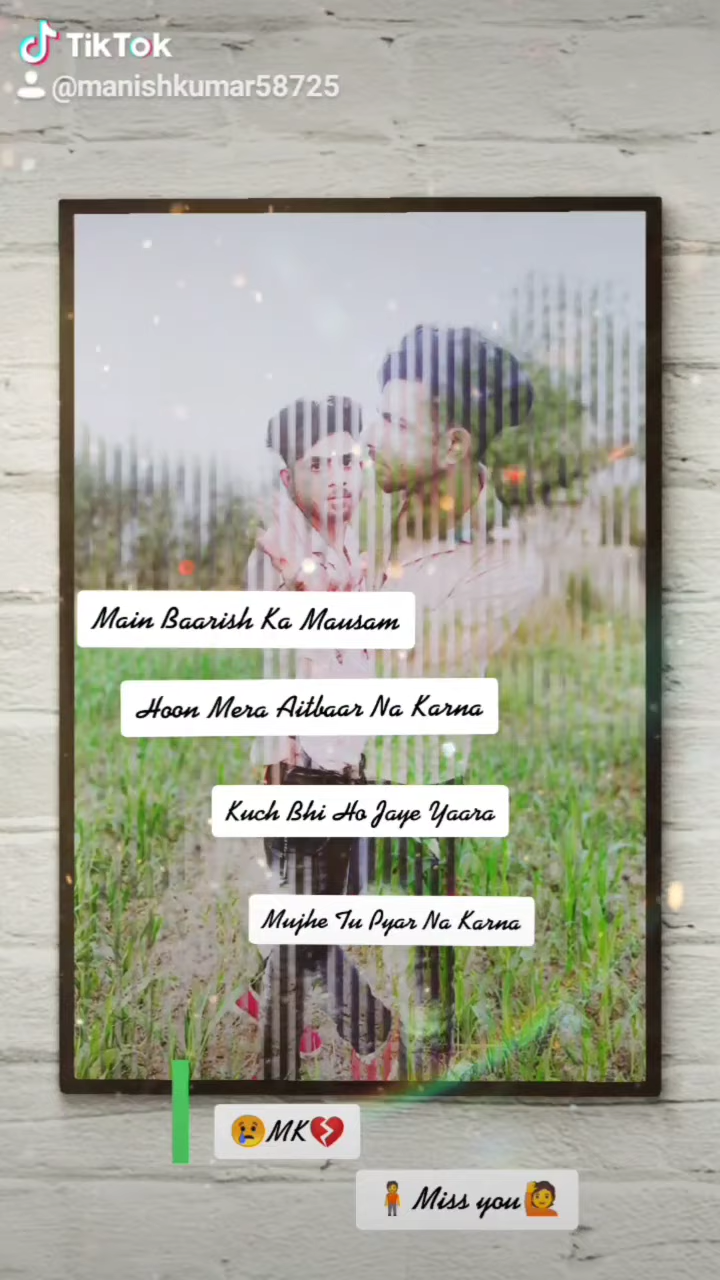 TikTok
@manishkumar58725
Main Baarish Ka Mausam
Hoon Mera Aitbaar Na Karna
Kuch Bhi Ho Jaye Yaara
Mujhe Tu Pyar Na Karna
😢MK💔
🧍Miss you🙋